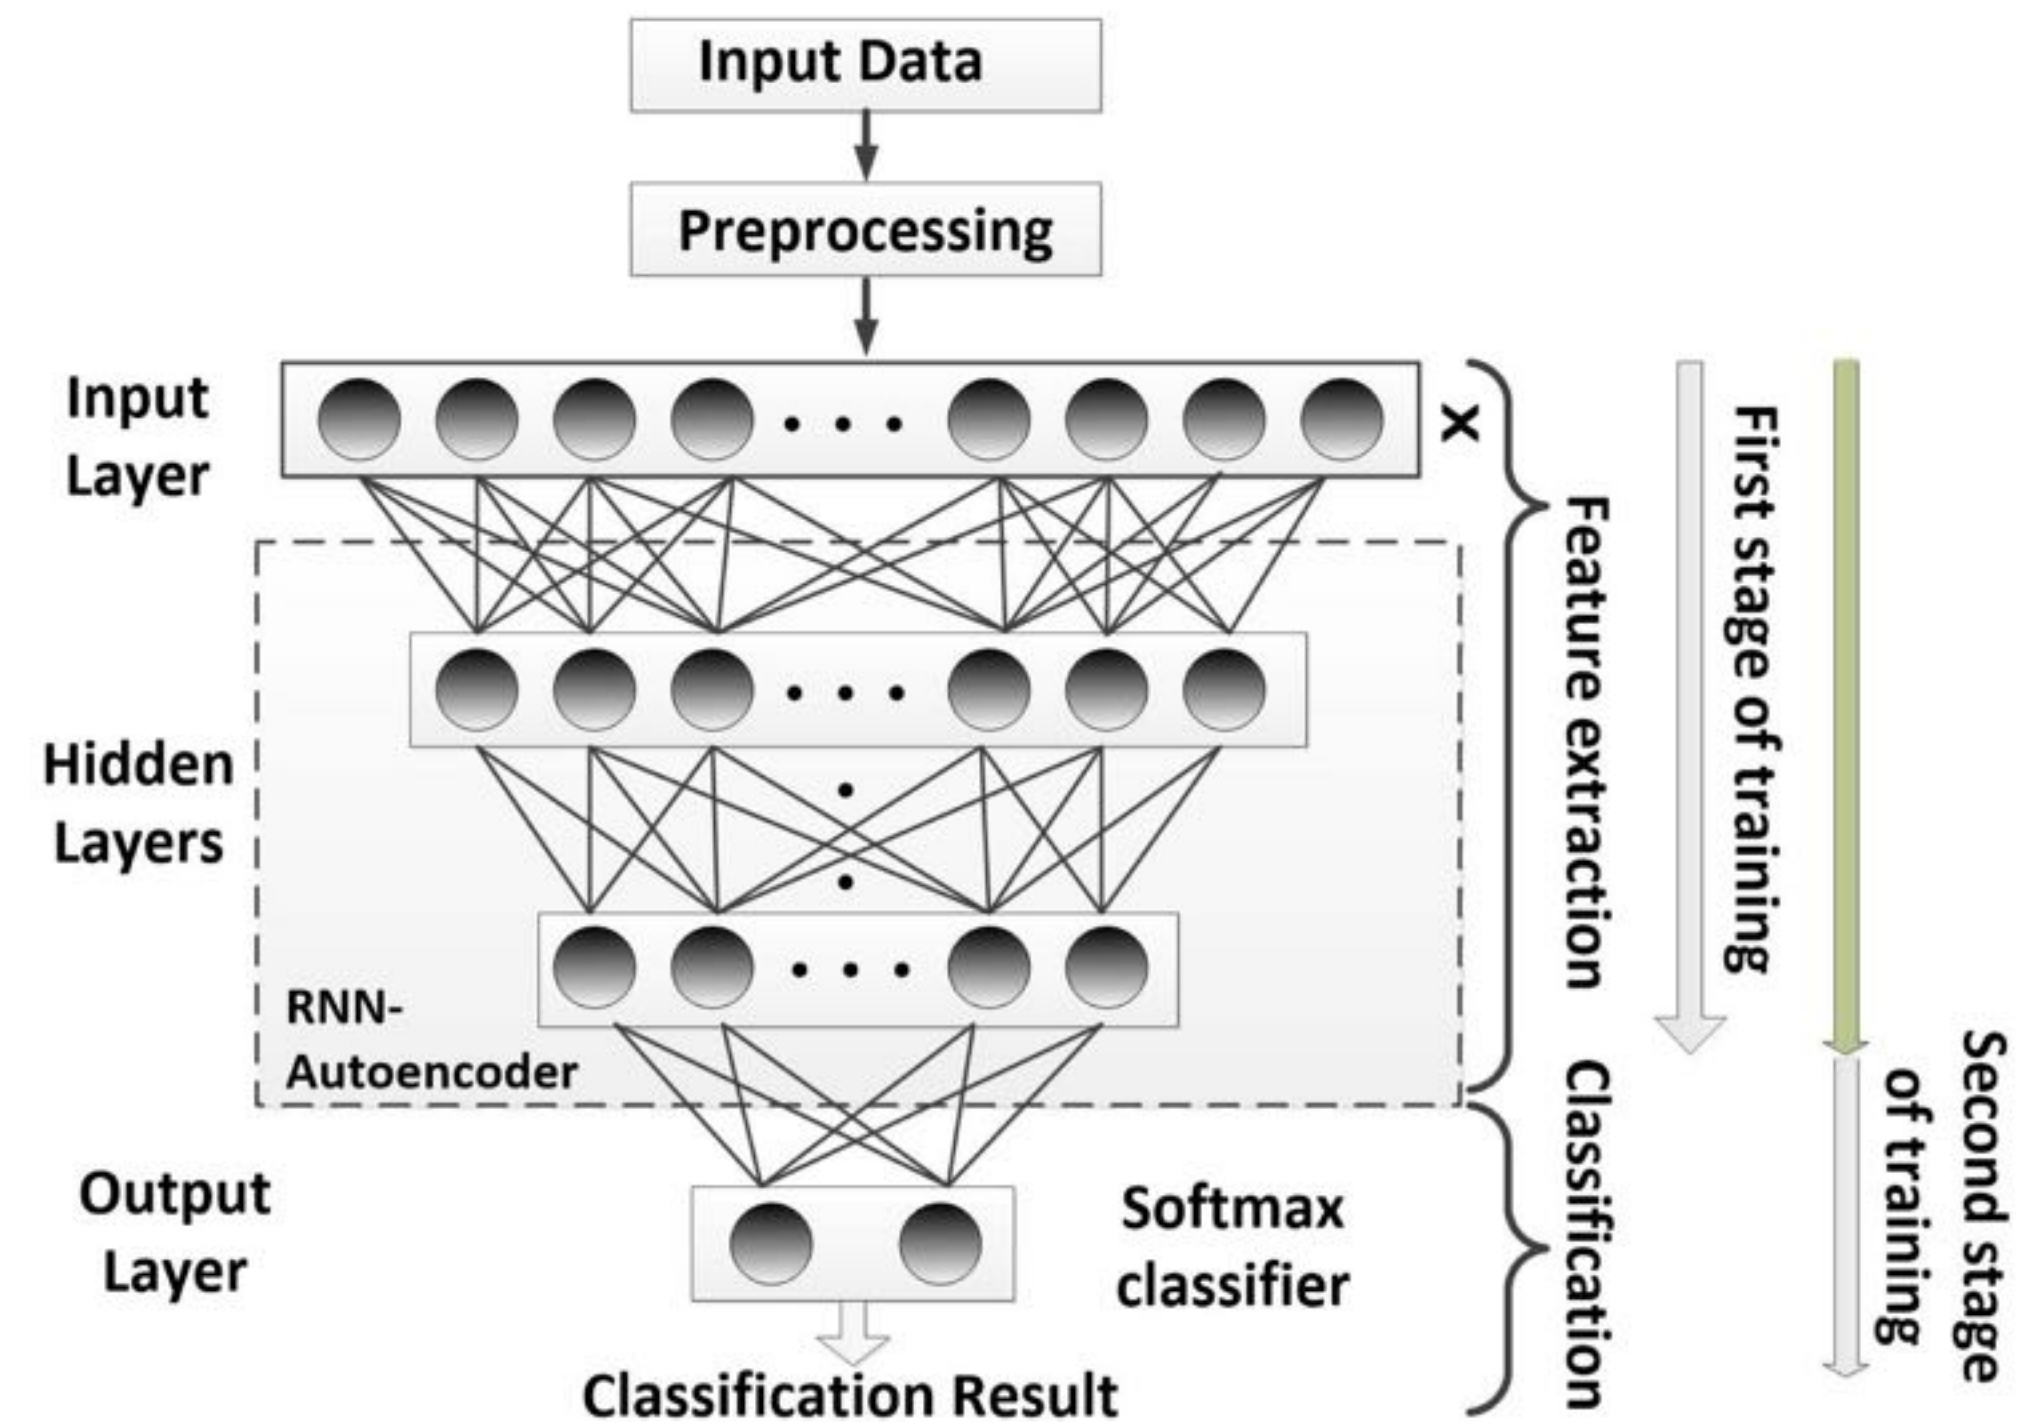 Input Data
Preprocessing
Input
Layer
X
Hidden
Layers
RNN-
Autoencoder
Output
Layer
Softmax
classifier
Classification Result
Feature extraction
Classification
First stage of training
Second stage
of training